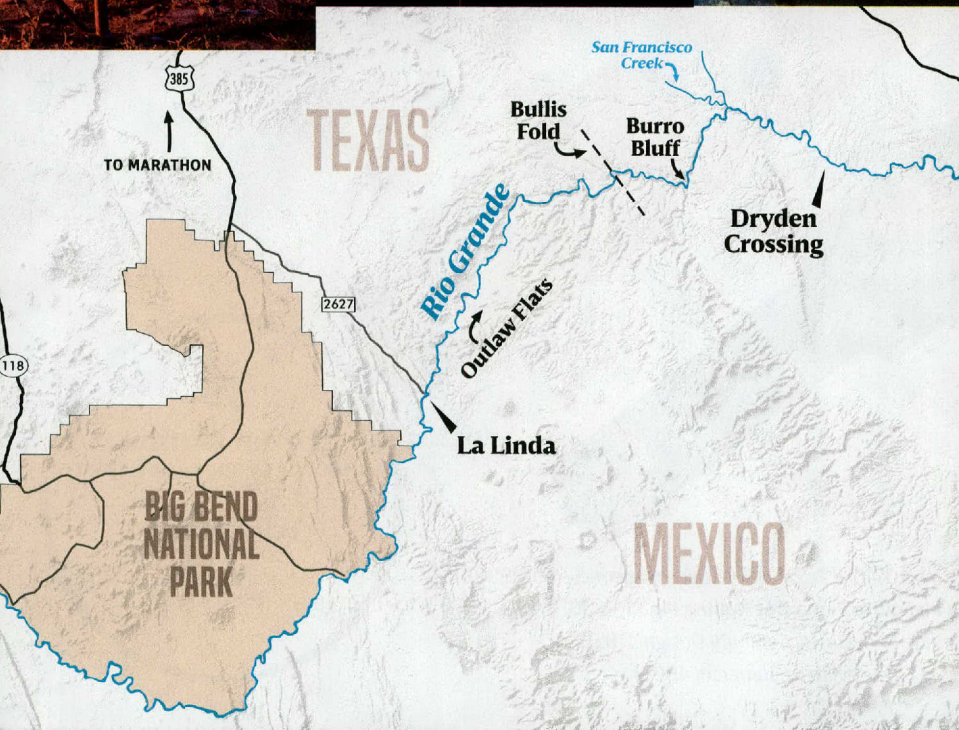 San Francisco
Creek
385
TEXAS
Bullis
Fold
Burro
Bluff
TO MARATHON
Rio Grande
Dryden
Crossing
2627
Outlaw Flats
118
La Linda
BIG BEND
NATIONAL
PARK
MEXICO